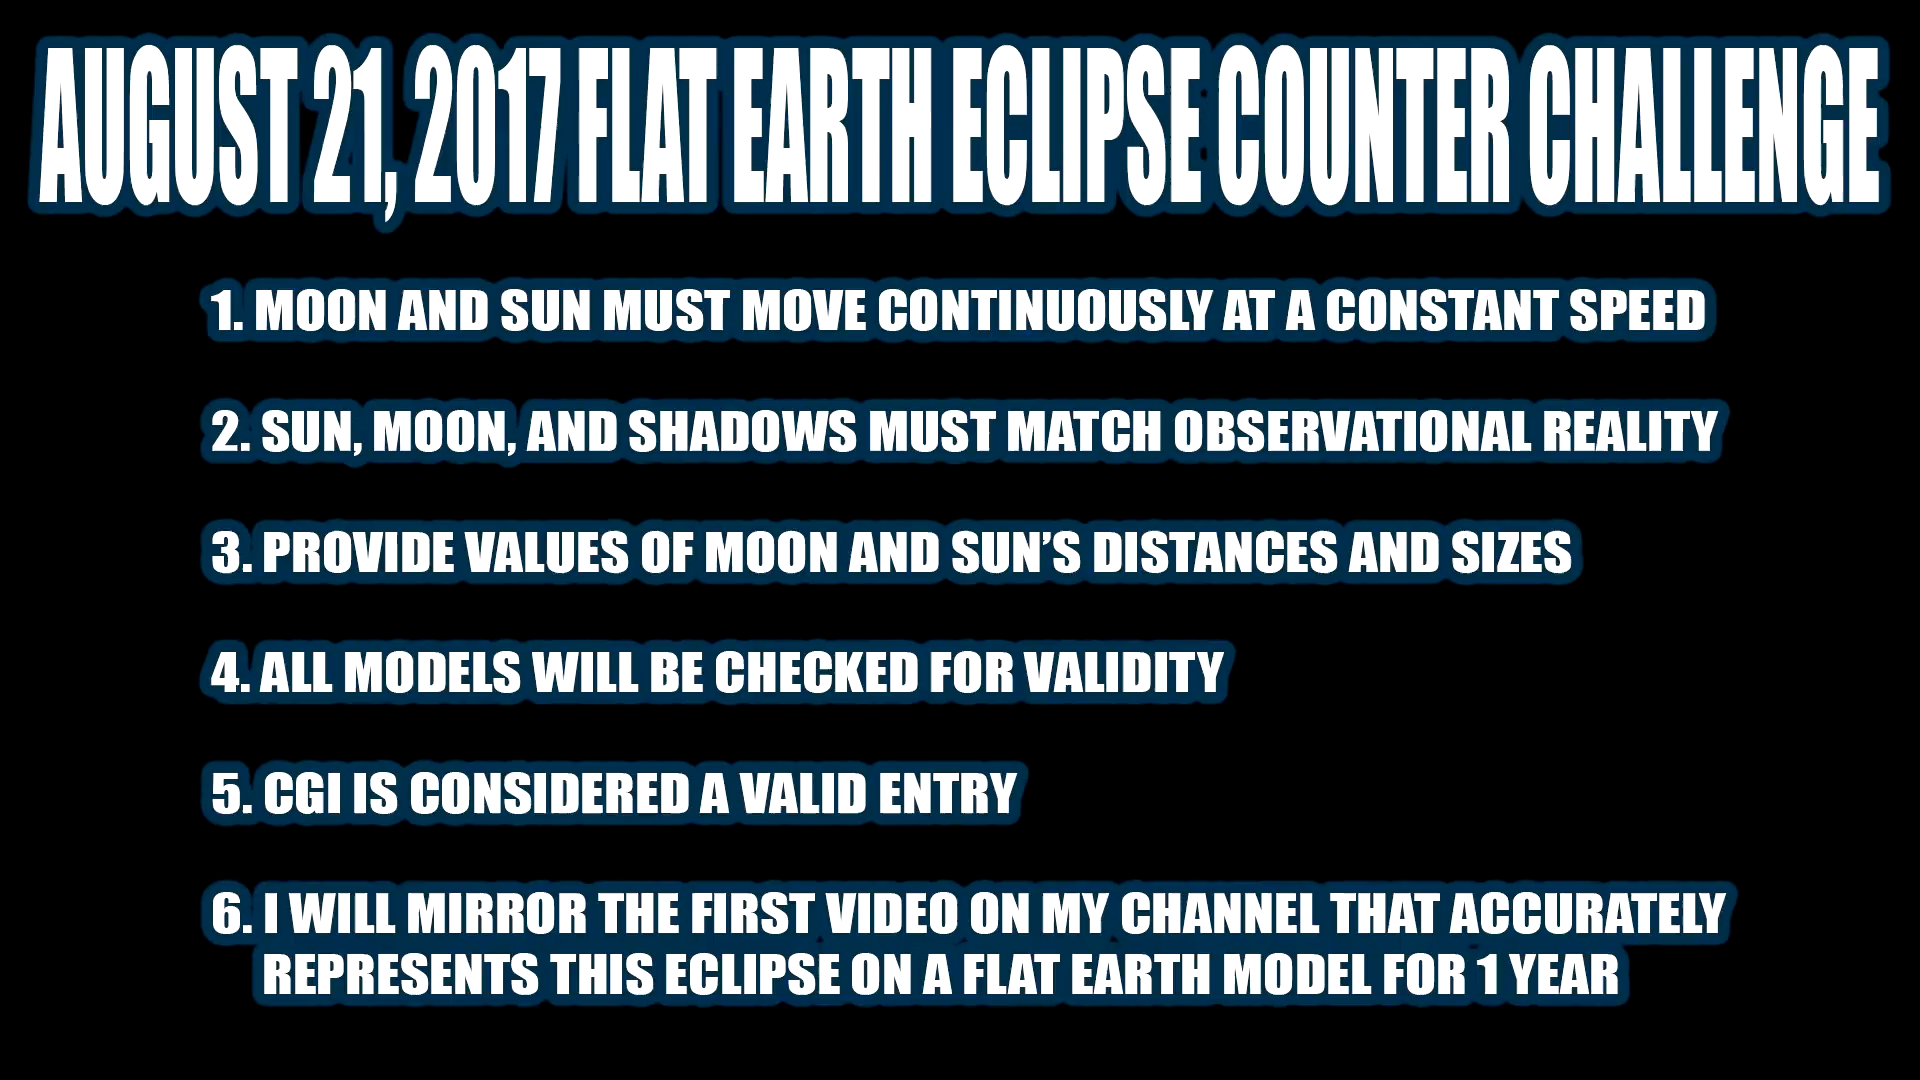 AUGUST 21, 2017 FLAT EARTH ECLIPSE COUNTER CHALLENGE
1. MOON AND SUN MUST MOVE CONTINUOUSLY AT A CONSTANT SPEED
2. SUN, MOON, AND SHADOWS MUST MATCH OBSERVATIONAL REALITY
3. PROVIDE VALUES OF MOON AND SUN’S DISTANCES AND SIZES
4. ALL MODELS WILL BE CHECKED FOR VALIDITY
5. CGI IS CONSIDERED A VALID ENTRY
6. I WILL MIRROR THE FIRST VIDEO ON MY CHANNEL THAT ACCURATELY
REPRESENTS THIS ECLIPSE ON A FLAT EARTH MODEL FOR 1 YEAR